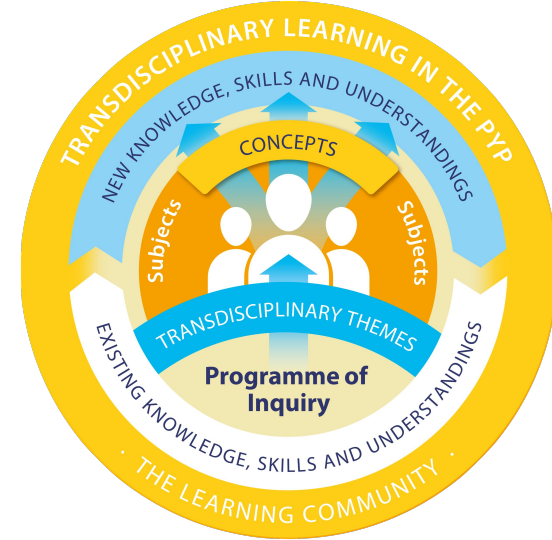 TRANSDISCIPLINARY LEARNING IN THE PYP
NEW KNOWLEDGE, SKILLS AND UNDERSTANDINGS
CONCEPTS
Subjects
Subjects
TRANSDISCIPLINARY THEMES
Programme of
Inquiry
EXISTING KNOWLEDGE, SKILLS AND UNDERSTANDINGS
· THE LEARNING COMMUNITY ·